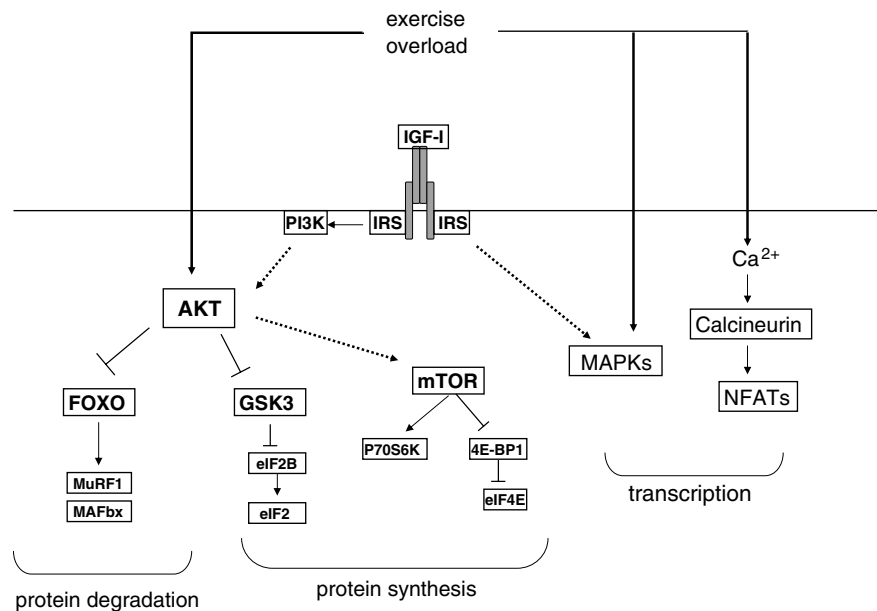 exercise
overload
IGF-I
PI3K
IRS
IRS
Ca2+
AKT
Calcineurin
MAPKs
mTOR
FOXO
GSK3
NFATs
P70S6K
4E-BP1
eIF2B
MuRF1
eIF4E
MAFbx
eIF2
transcription
protein synthesis
protein degradation